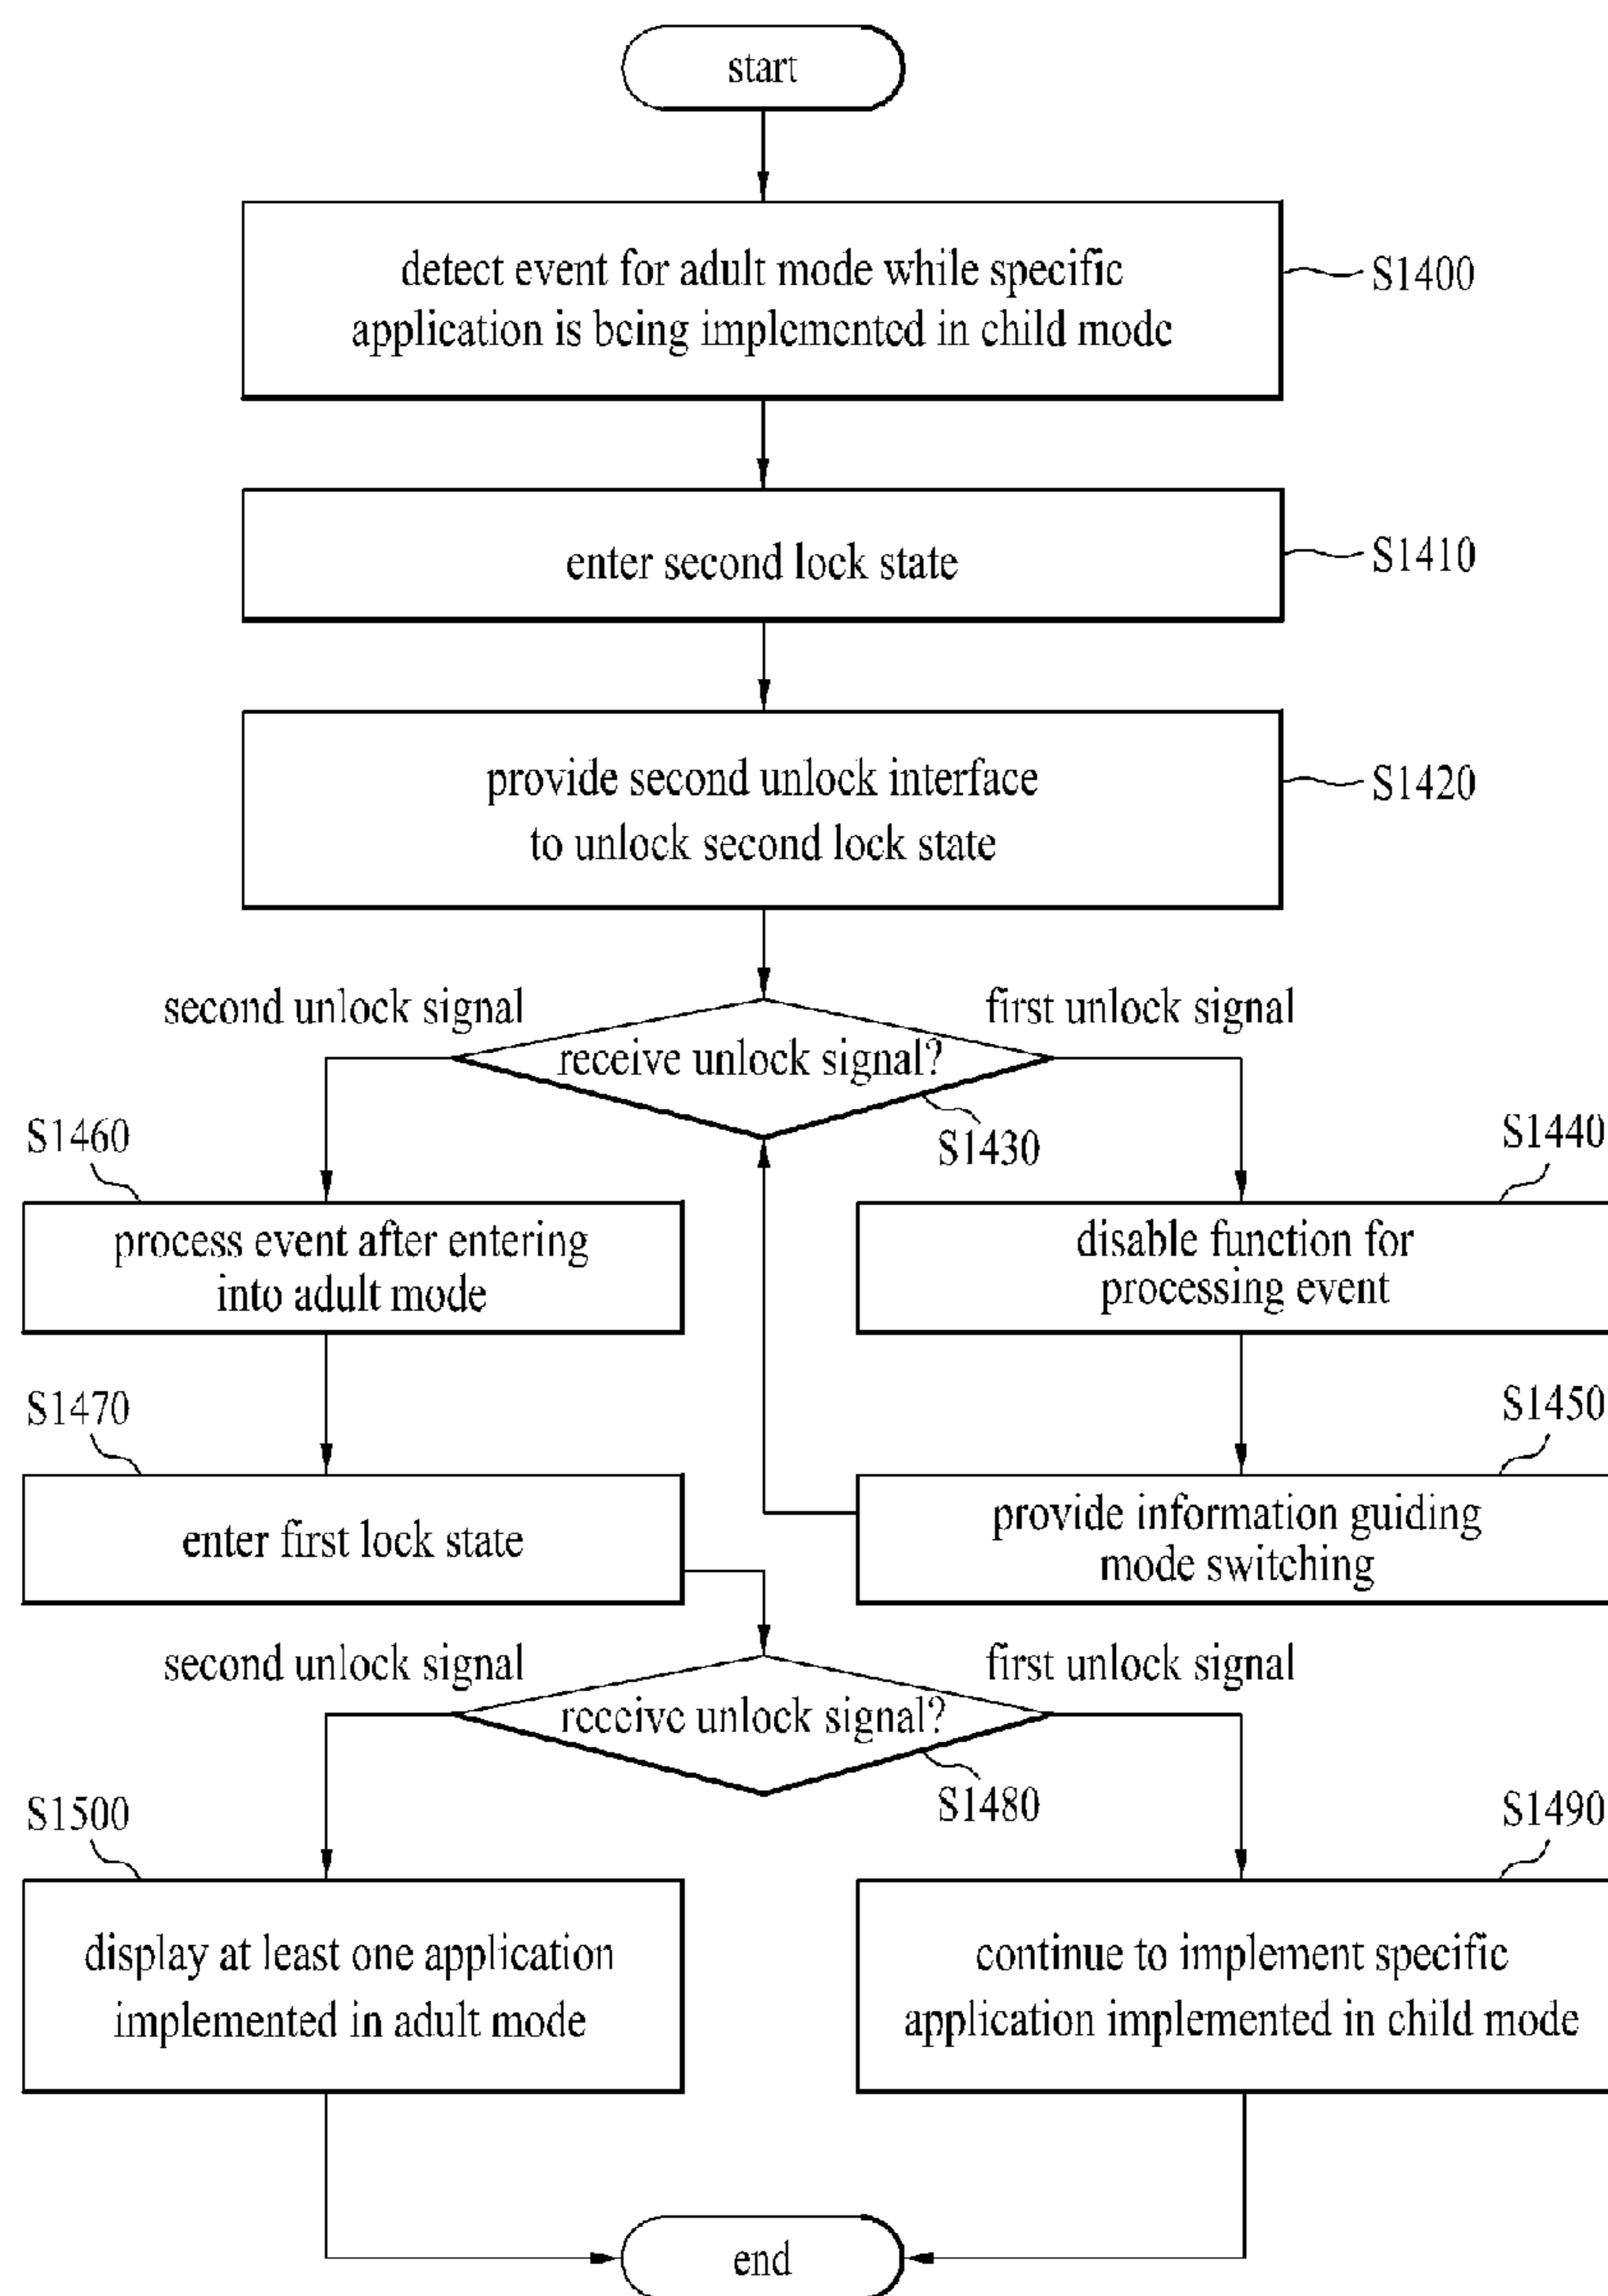 start
detect event for adult mode while specific
application is being implemented in child mode
S1400
enter second lock state
S1410
provide second unlock interface
to unlock second lock state
S1420
second unlock signal
first unlock signal
receive unlock signal?
S1430
S1460
S1440
process event after entering
into adult mode
disable function for
processing event
S1470
S1450
enter first lock state
provide information guiding
mode switching
second unlock signal
first unlock signal
receive unlock signal?
S1480
S1500
S1490
display at least one application
implemented in adult mode
continue to implement specific
application implemented in child mode
end